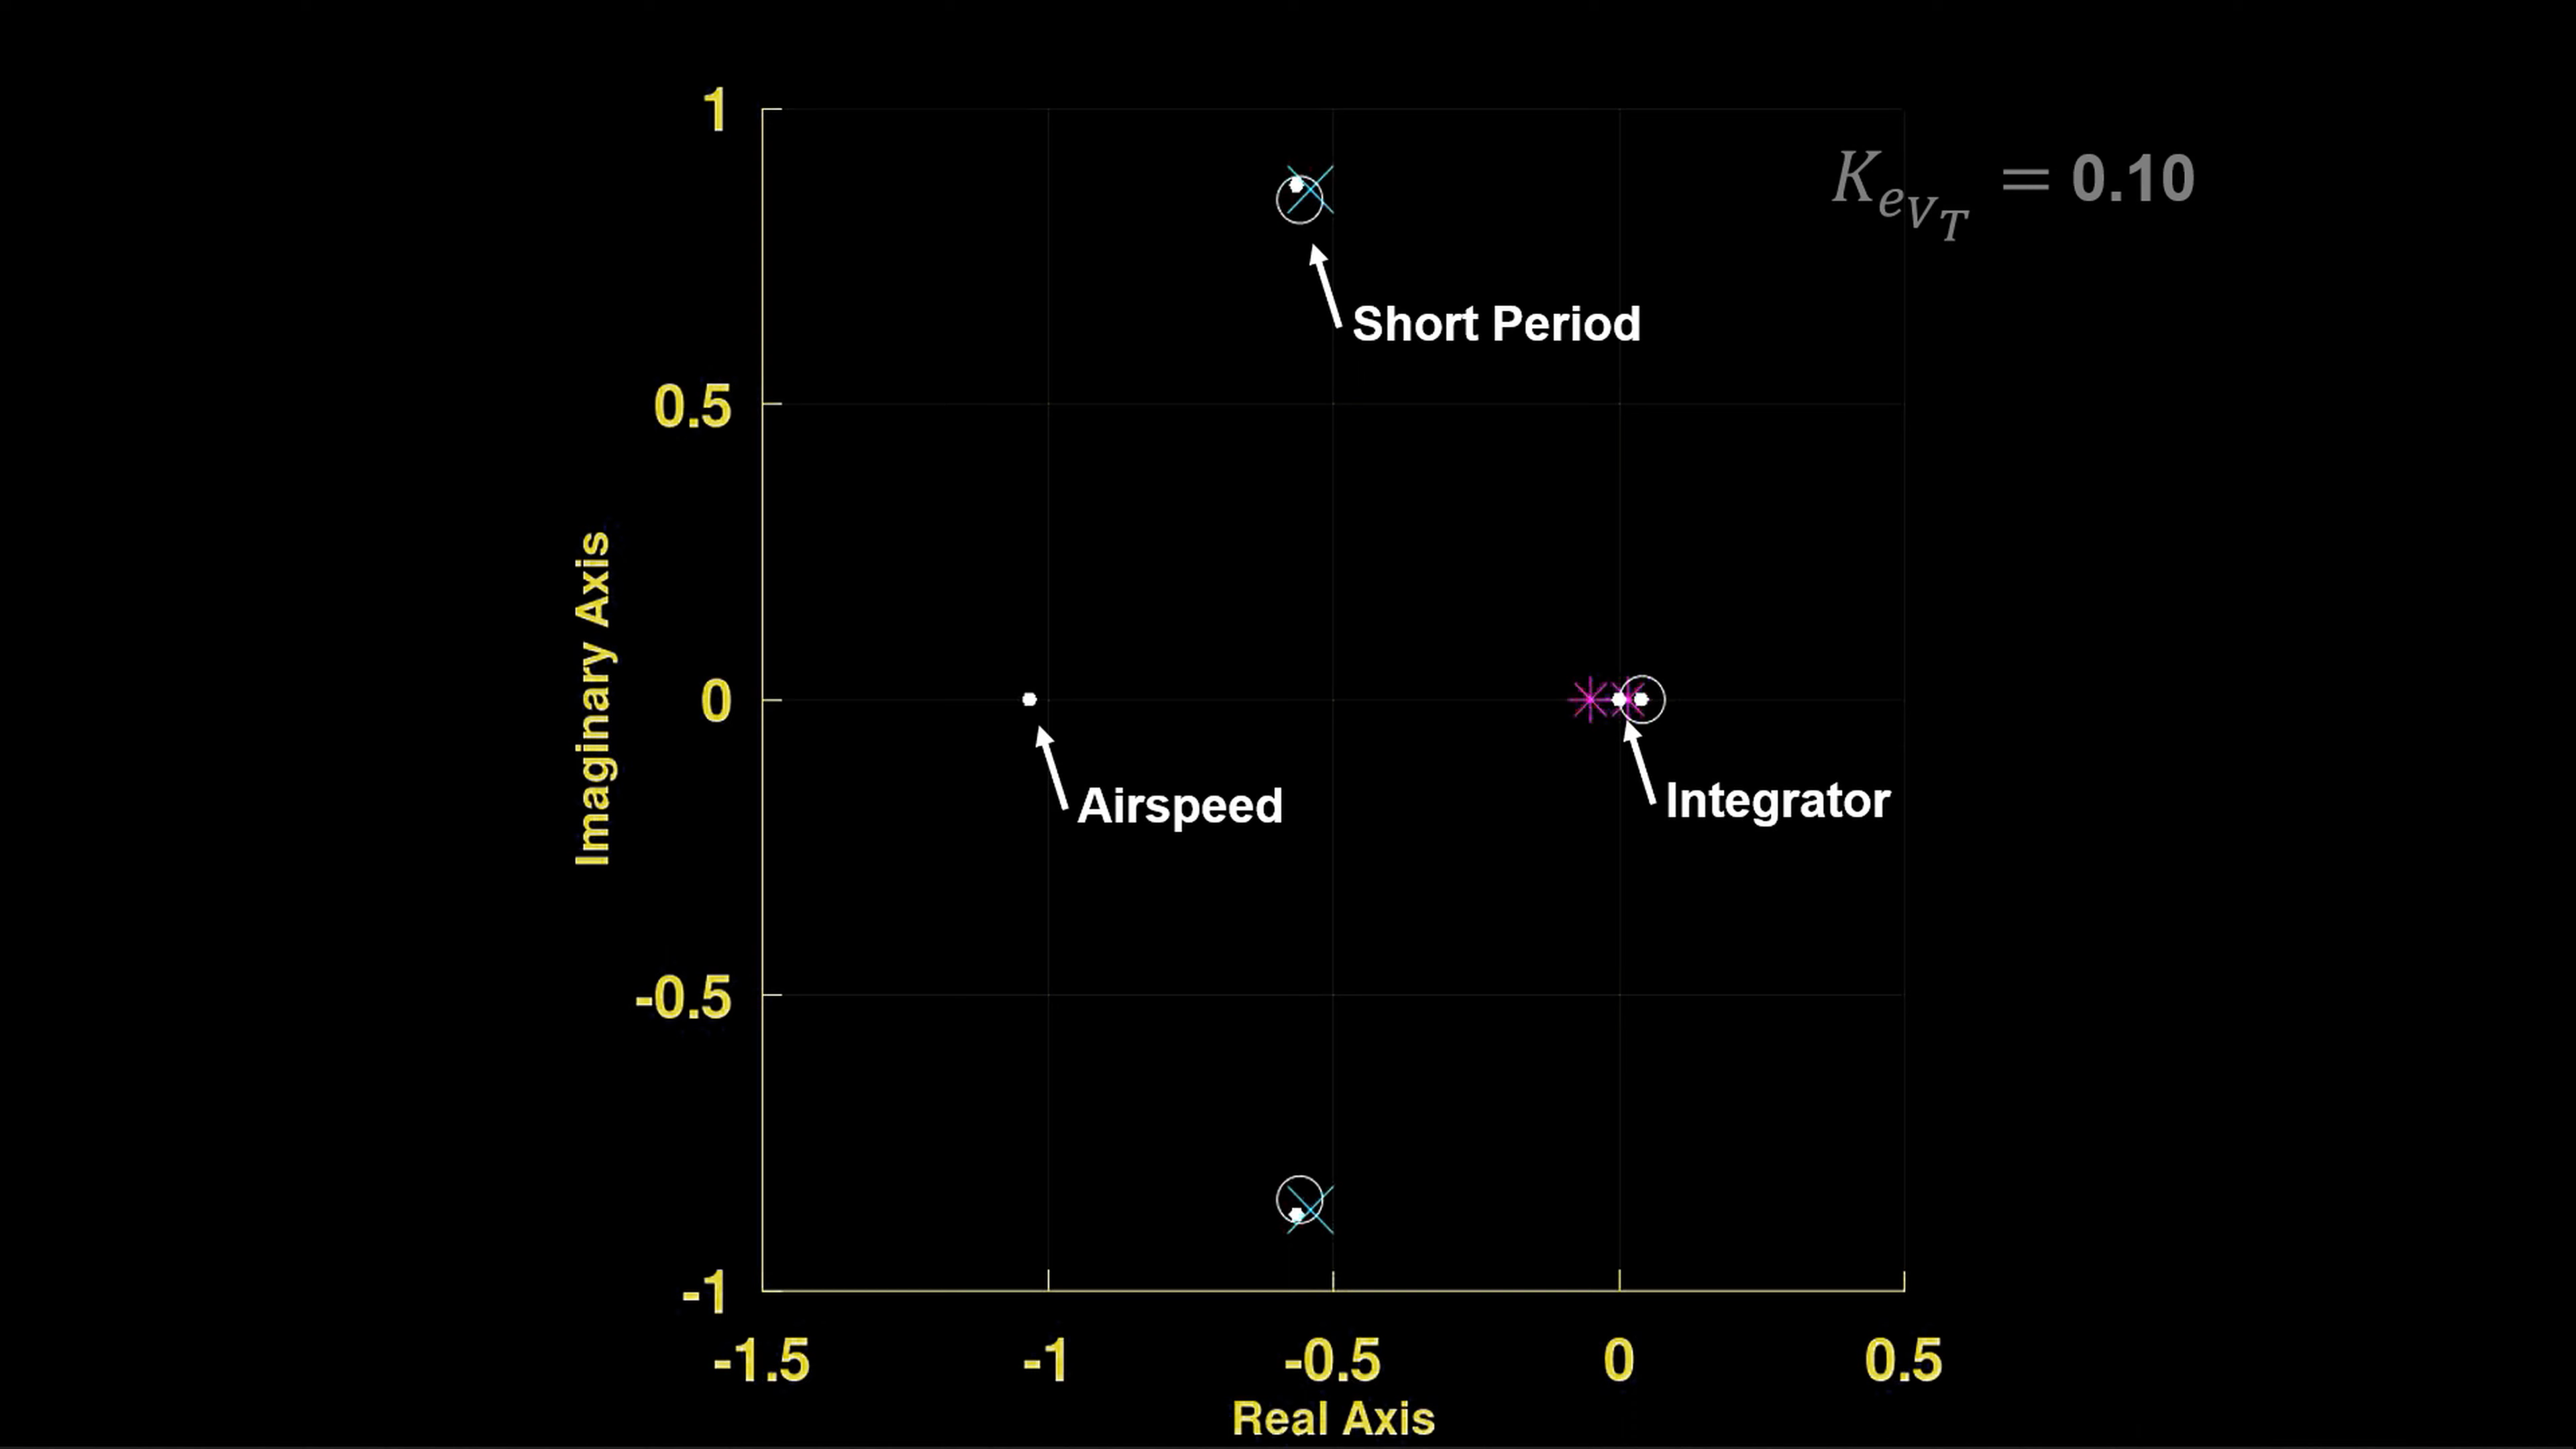 1
K_{e_{V_T}} = 0.10
Short Period
0.5
Imaginary Axis
0
Airspeed
Integrator
-0.5
-1
-1.5 -1 -0.5 0 0.5
Real Axis